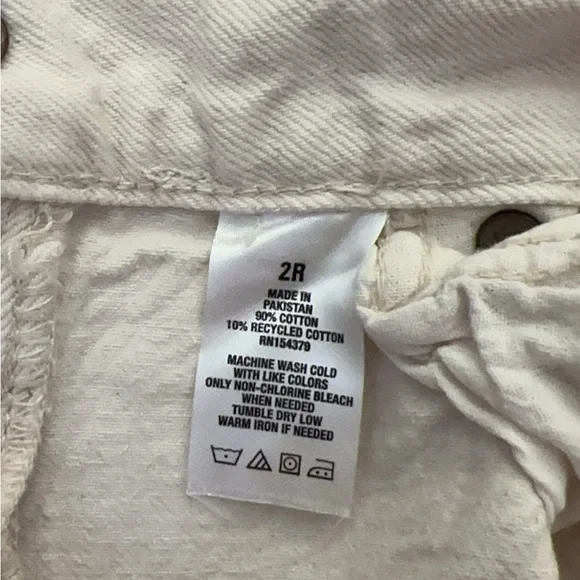 2R
MADE IN
PAKISTAN
90% COTTON
10% RECYCLED COTTON
RN154379
MACHINE WASH COLD
WITH LIKE COLORS
ONLY NON-CHLORINE BLEACH
WHEN NEEDED
TUMBLE DRY LOW
WARM IRON IF NEEDED